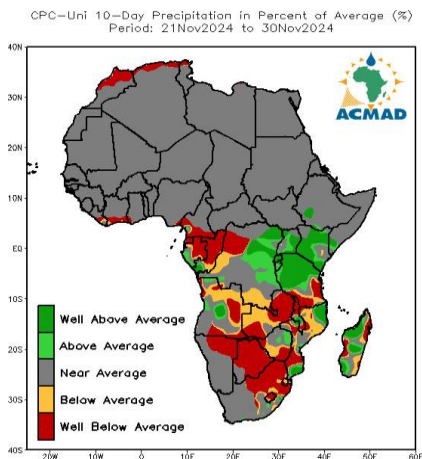 CPC-Uni 10-Day Precipitation in Percent of Average (%)
Period: 21Nov2024 to 30Nov2024
40N
30N
20N
10N
EQ
10S
20S
30S
40S
ACMAD
Well Above Average
Above Average
Near Average
Below Average
Well Below Average
20W
10W
0
10E
20E
30E
40E
50E
60E